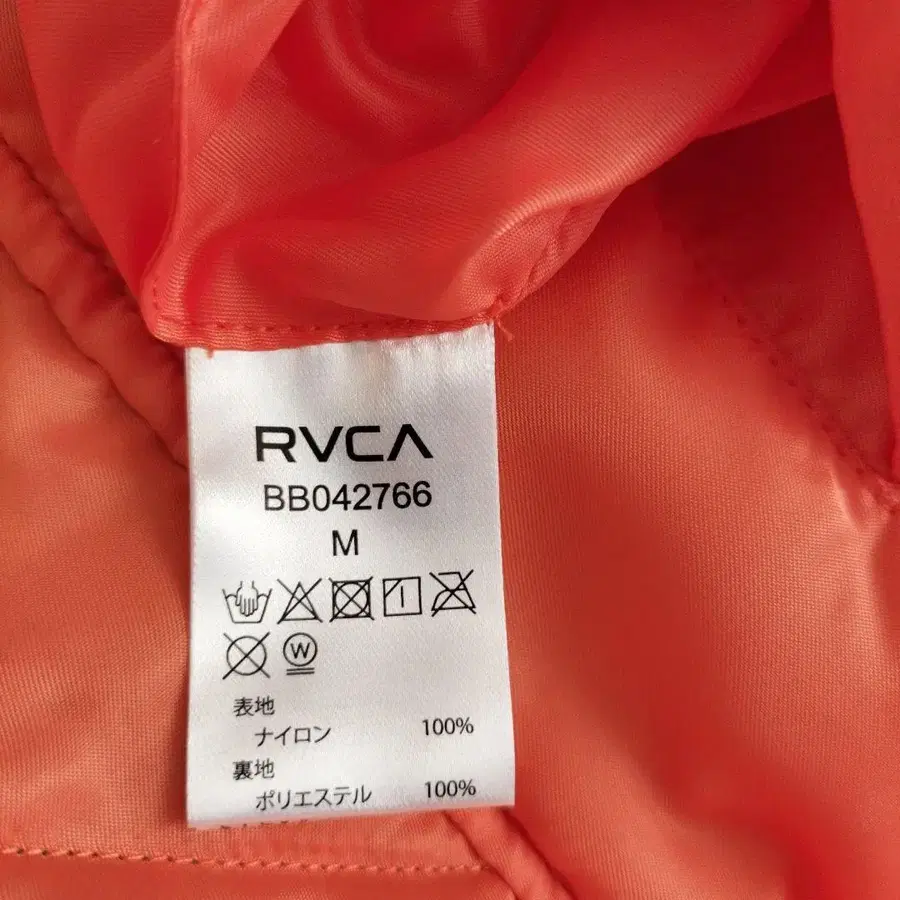 RVCA
BB042766
M
W
表地
ナイロン 100%
裏地
ポリエステル 100%